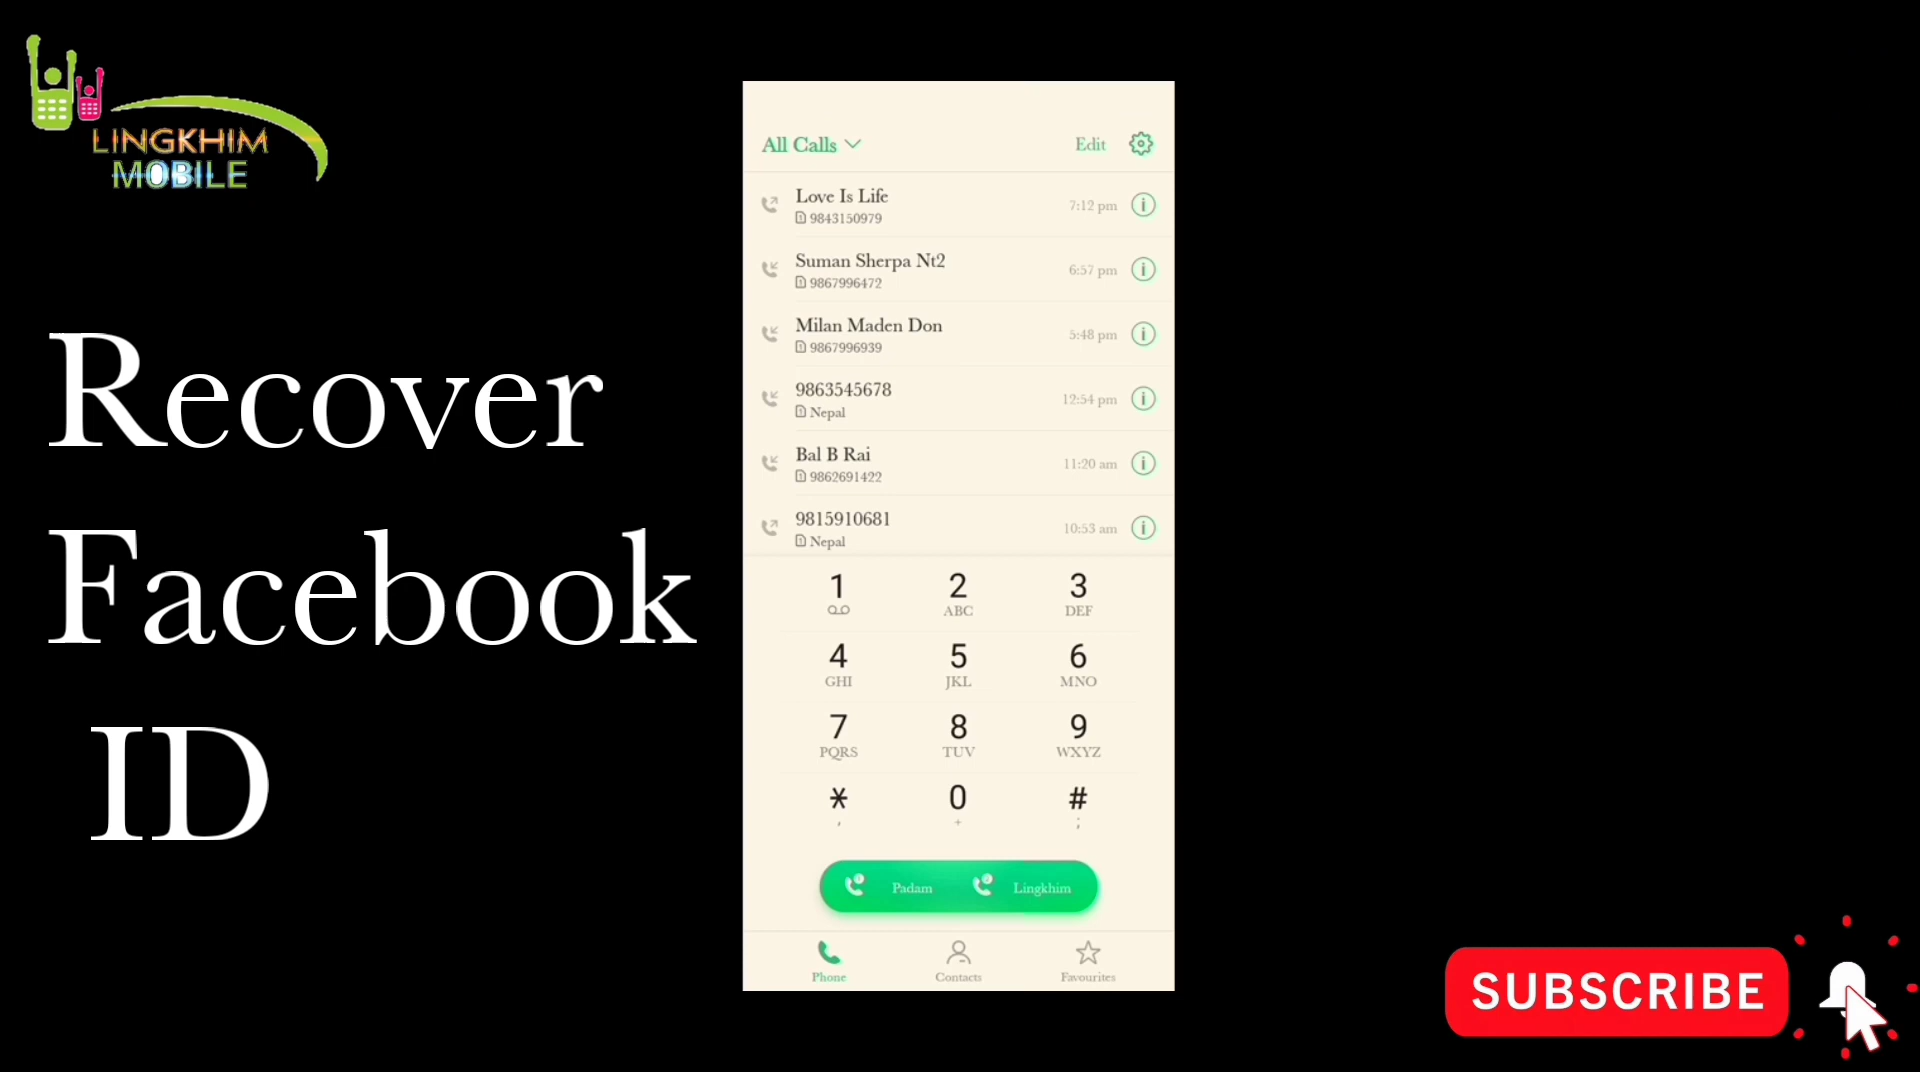 LINGKHIM
MOBILE
Recover
Facebook
ID
All Calls
Edit
Love Is Life
9843150979
7:12 pm
Suman Sherpa Nt2
9867996472
6:57 pm
Milan Maden Don
9867996939
5:48 pm
9863545678
Nepal
12:54 pm
Bal B Rai
9862691422
11:20 am
9815910681
Nepal
10:53 am
1 2 3
ABC DEF
4 5 6
GHI JKL MNO
7 8 9
PQRS TUV WXYZ
* 0 #
, + ;
Padam Lingkhim
Phone Contacts Favourites
SUBSCRIBE